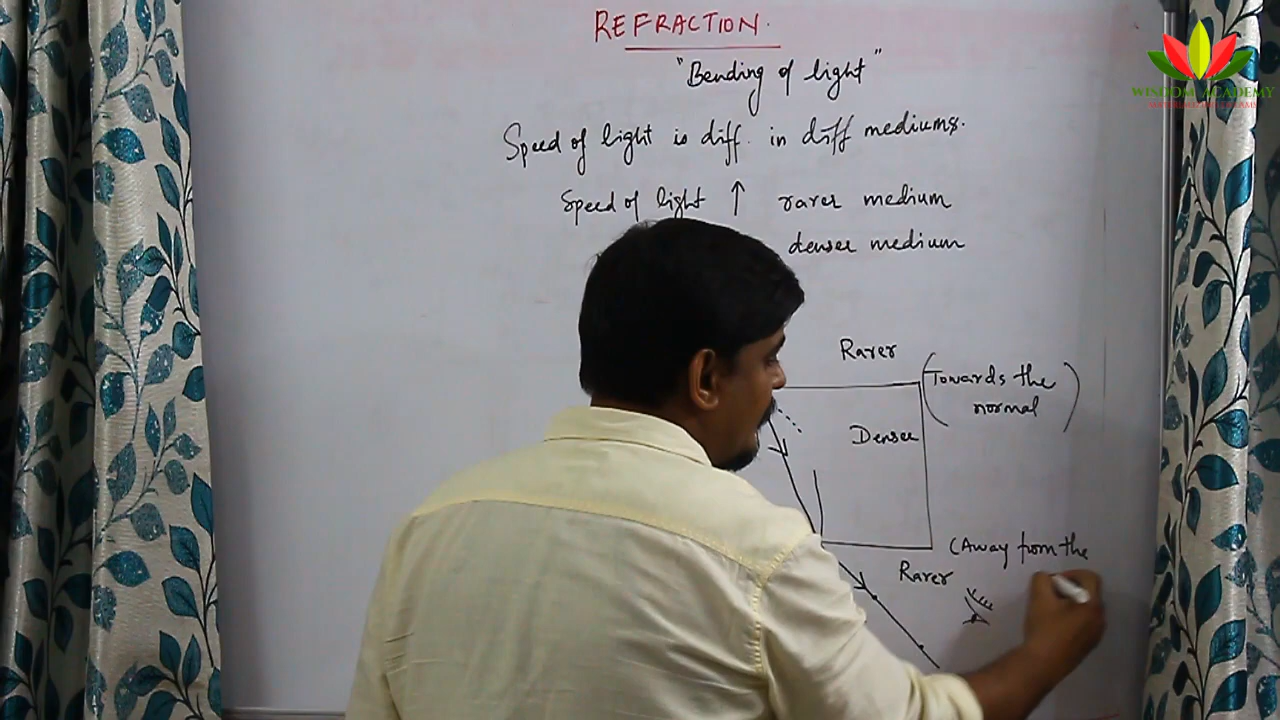 REFRACTION.
"Bending of light"
Speed of light is diff. in diff mediums.
Speed of light ↑ rarer medium
denser medium
Rarer
(Towards the
normal)
Denser
(Away from the
Rarer
WISDOM ACADEMY